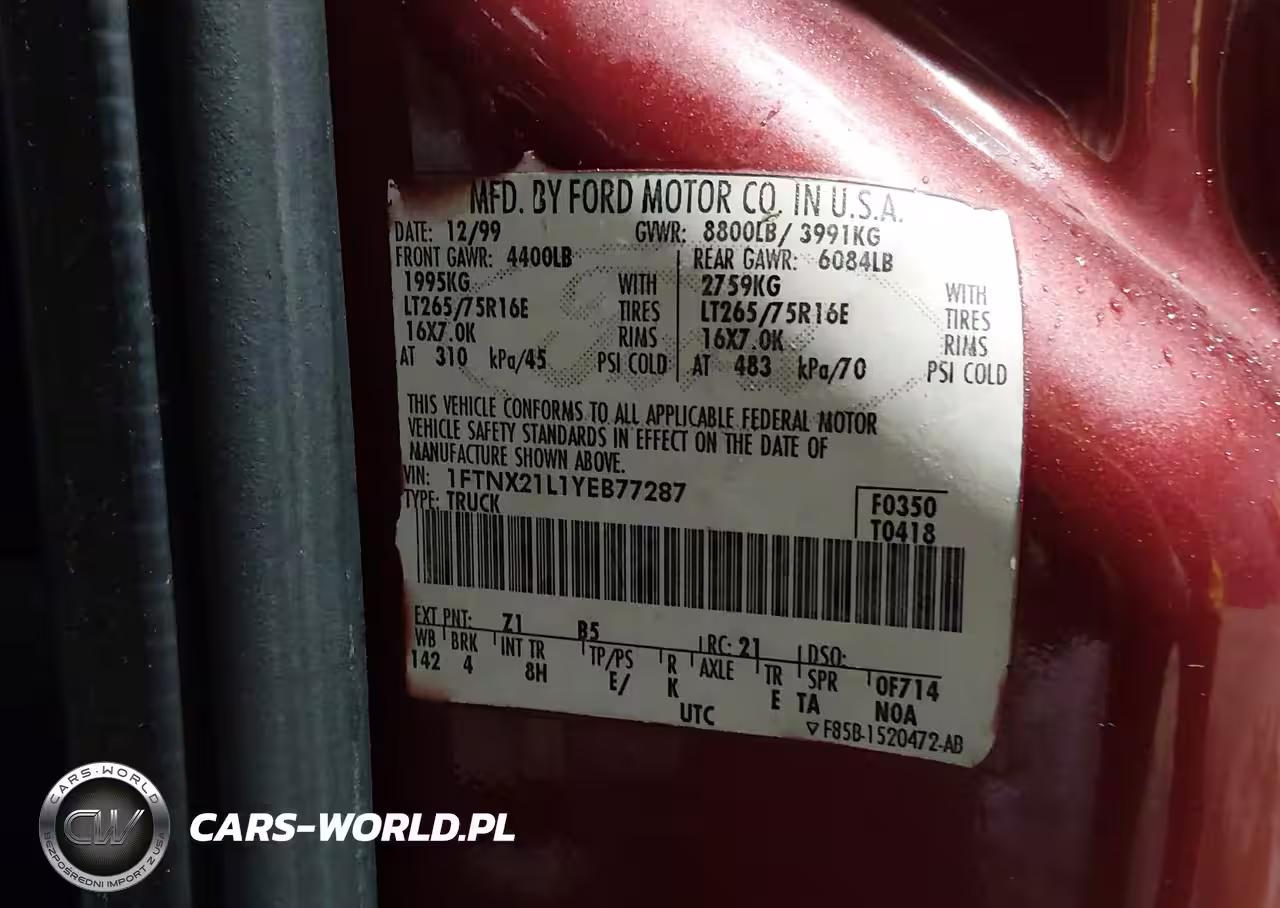 MFD. BY FORD MOTOR CO. IN U.S.A.
DATE: 12/99 GVWR: 8800LB/ 3991KG
FRONT GAWR: 4400LB REAR GAWR: 6084LB
1995KG WITH 2759KG WITH
LT265/75R16E TIRES LT265/75R16E TIRES
16X7.0K RIMS 16X7.0K RIMS
AT 310 kPa/45 PSI COLD AT 483 kPa/70 PSI COLD
THIS VEHICLE CONFORMS TO ALL APPLICABLE FEDERAL MOTOR
VEHICLE SAFETY STANDARDS IN EFFECT ON THE DATE OF
MANUFACTURE SHOWN ABOVE.
VIN: 1FTNX21L1YEB77287
TYPE: TRUCK
F0350
T0418
EXT PNT: Z1 B5 RC: 21 DSO:
WB BRK INT TR TP/PS R AXLE TR SPR 0F714
142 4 8H E/ K E TA N0A
UTC
▽ F85B-1520472-AB
CARS-WORLD
CW
BEZPOŚREDNI IMPORT Z USA
CARS-WORLD.PL